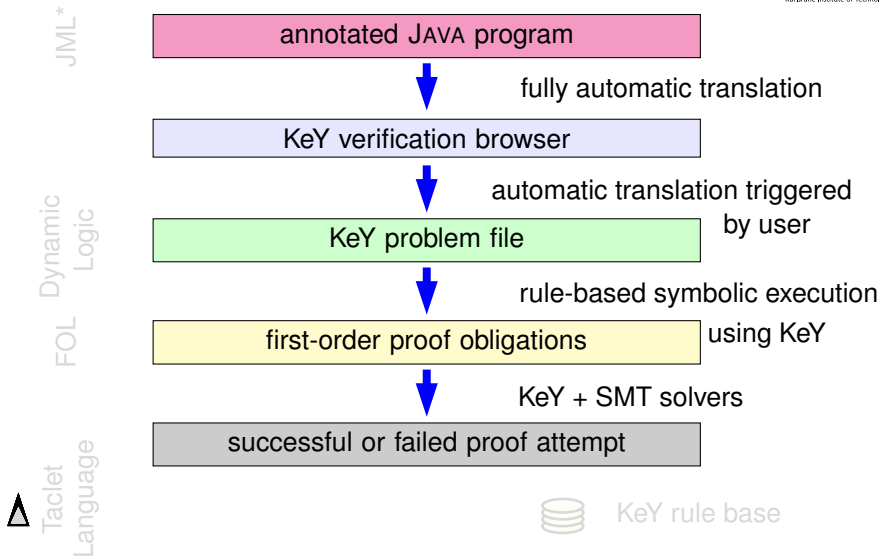 JML*
annotated JAVA program
fully automatic translation
KeY verification browser
automatic translation triggered
by user
Dynamic
Logic
KeY problem file
rule-based symbolic execution
using KeY
FOL
first-order proof obligations
KeY + SMT solvers
successful or failed proof attempt
Taclet
Language
KeY rule base